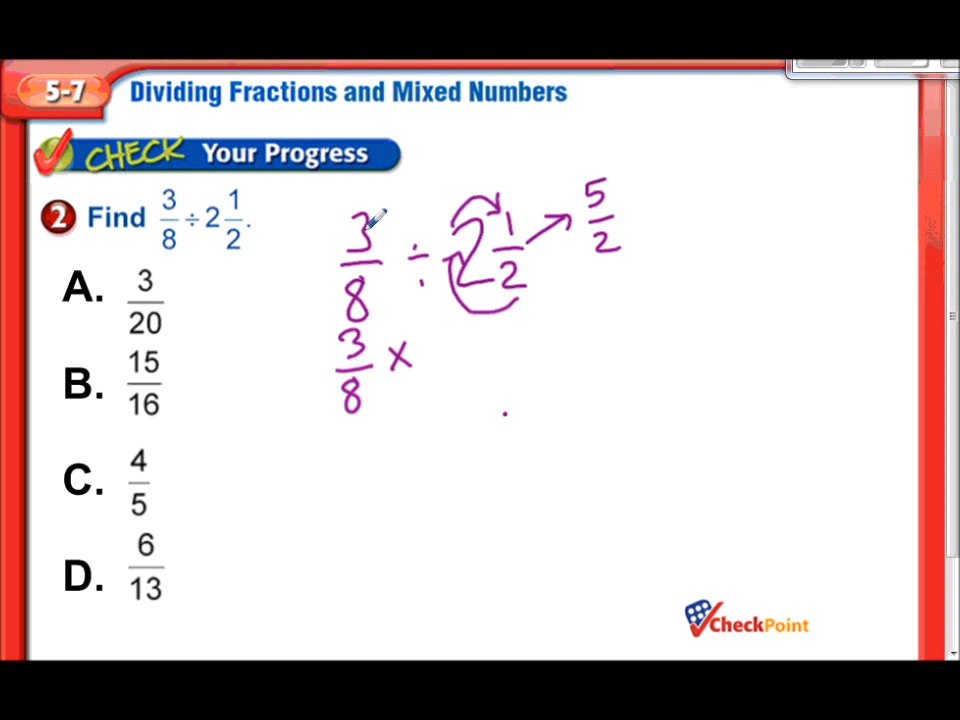 5-7 Dividing Fractions and Mixed Numbers
CHECK Your Progress
2 Find 3/8 ÷ 2 1/2.
3/8 ÷ 2 1/2 → 5/2
A. 3/20
3/8 ×
B. 15/16
C. 4/5
D. 6/13
CheckPoint